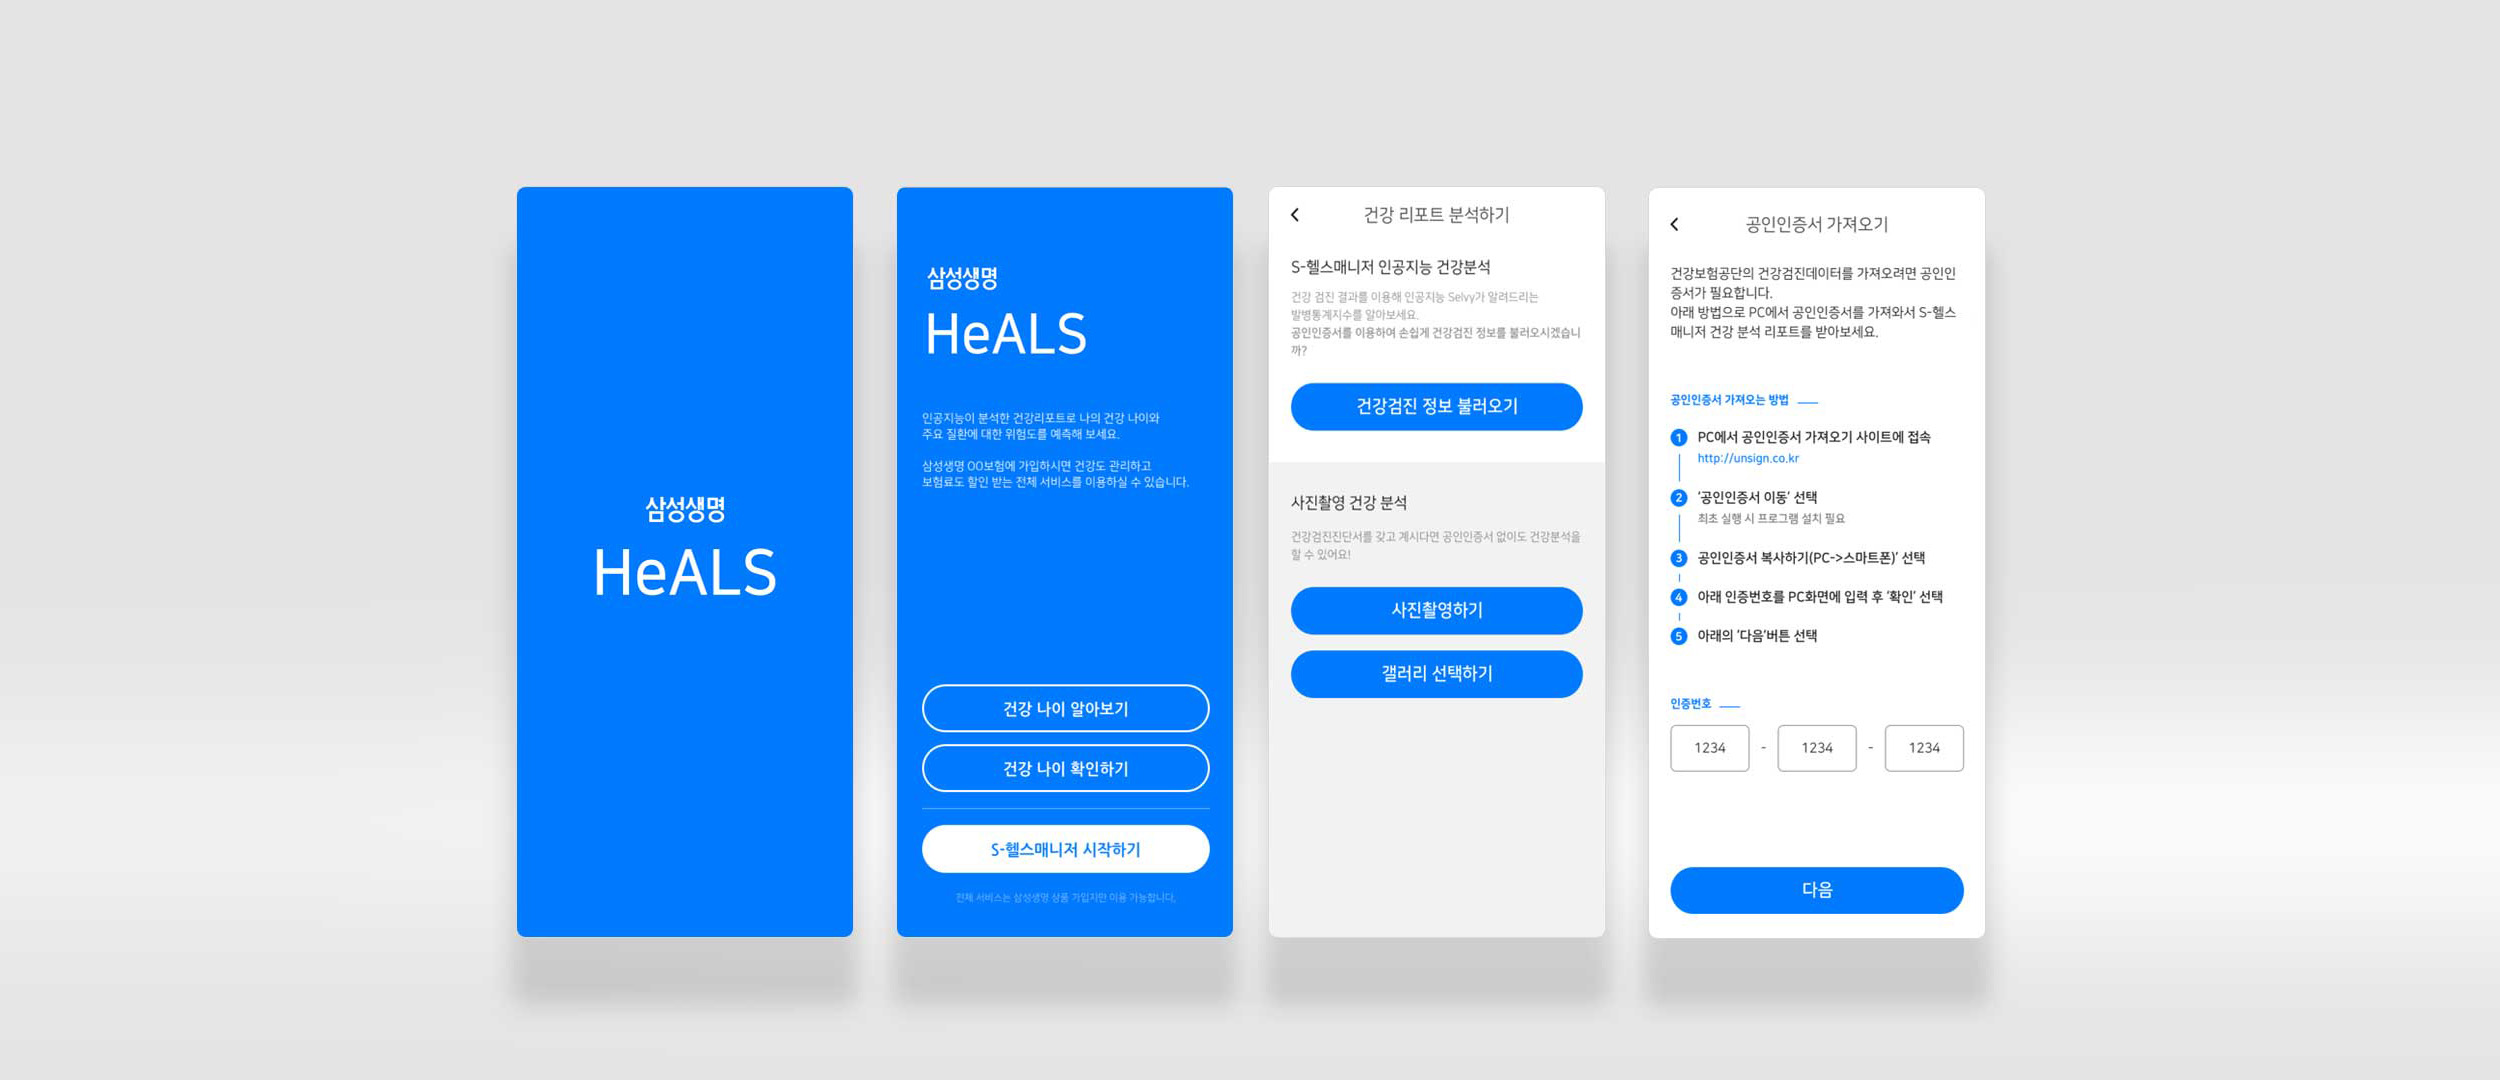 삼성생명
HeALS
삼성생명
HeALS
인공지능이 분석한 건강리포트로 나의 건강 나이와
주요 질환에 대한 위험도를 예측해 보세요.
삼성생명 OO보험에 가입하시면 건강도 관리하고
보험료도 할인 받는 전체 서비스를 이용하실 수 있습니다.
건강 나이 알아보기
건강 나이 확인하기
S-헬스매니저 시작하기
전체 서비스는 삼성생명 상품 가입자만 이용 가능합니다.
건강 리포트 분석하기
S-헬스매니저 인공지능 건강분석
건강 검진 결과를 이용해 인공지능 Selvy가 알려드리는
발병통계지수를 알아보세요.
공인인증서를 이용하여 손쉽게 건강검진 정보를 불러오시겠습니
까?
건강검진 정보 불러오기
사진촬영 건강 분석
건강검진진단서를 갖고 계시다면 공인인증서 없이도 건강분석을
할 수 있어요!
사진촬영하기
갤러리 선택하기
공인인증서 가져오기
건강보험공단의 건강검진데이터를 가져오려면 공인인
증서가 필요합니다.
아래 방법으로 PC에서 공인인증서를 가져와서 S-헬스
매니저 건강 분석 리포트를 받아보세요.
공인인증서 가져오는 방법
1 PC에서 공인인증서 가져오기 사이트에 접속
http://unsign.co.kr
2 '공인인증서 이동' 선택
최초 실행 시 프로그램 설치 필요
3 공인인증서 복사하기(PC->스마트폰)' 선택
4 아래 인증번호를 PC화면에 입력 후 '확인' 선택
5 아래의 '다음'버튼 선택
인증번호
1234 - 1234 - 1234
다음